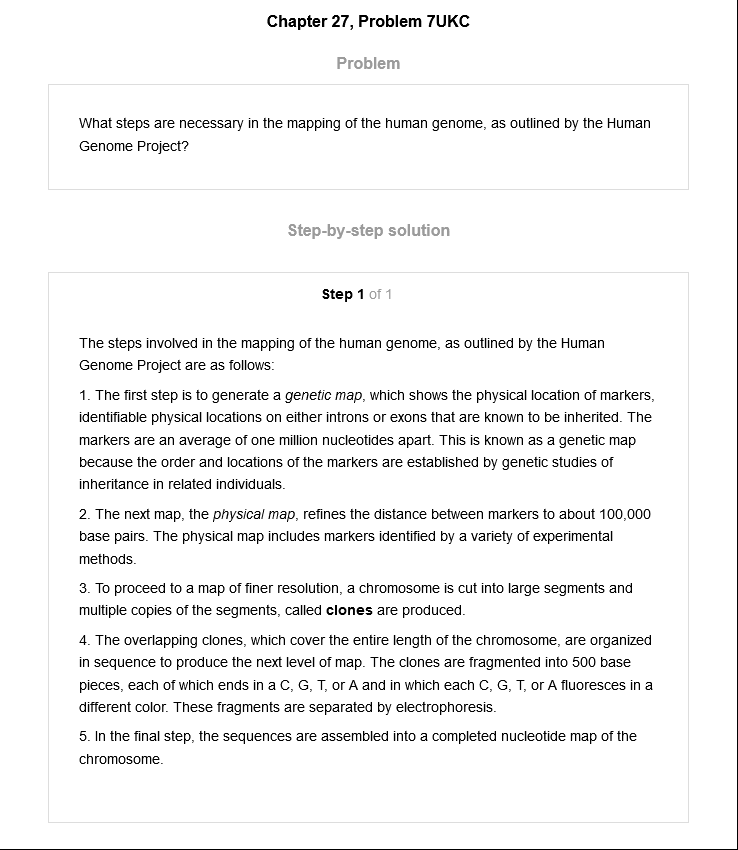 Chapter 27, Problem 7UKC
Problem
What steps are necessary in the mapping of the human genome, as outlined by the Human
Genome Project?
Step-by-step solution
Step 1 of 1
The steps involved in the mapping of the human genome, as outlined by the Human
Genome Project are as follows:
1. The first step is to generate a genetic map, which shows the physical location of markers,
identifiable physical locations on either introns or exons that are known to be inherited. The
markers are an average of one million nucleotides apart. This is known as a genetic map
because the order and locations of the markers are established by genetic studies of
inheritance in related individuals.
2. The next map, the physical map, refines the distance between markers to about 100,000
base pairs. The physical map includes markers identified by a variety of experimental
methods.
3. To proceed to a map of finer resolution, a chromosome is cut into large segments and
multiple copies of the segments, called clones are produced.
4. The overlapping clones, which cover the entire length of the chromosome, are organized
in sequence to produce the next level of map. The clones are fragmented into 500 base
pieces, each of which ends in a C, G, T, or A and in which each C, G, T, or A fluoresces in a
different color. These fragments are separated by electrophoresis.
5. In the final step, the sequences are assembled into a completed nucleotide map of the
chromosome.